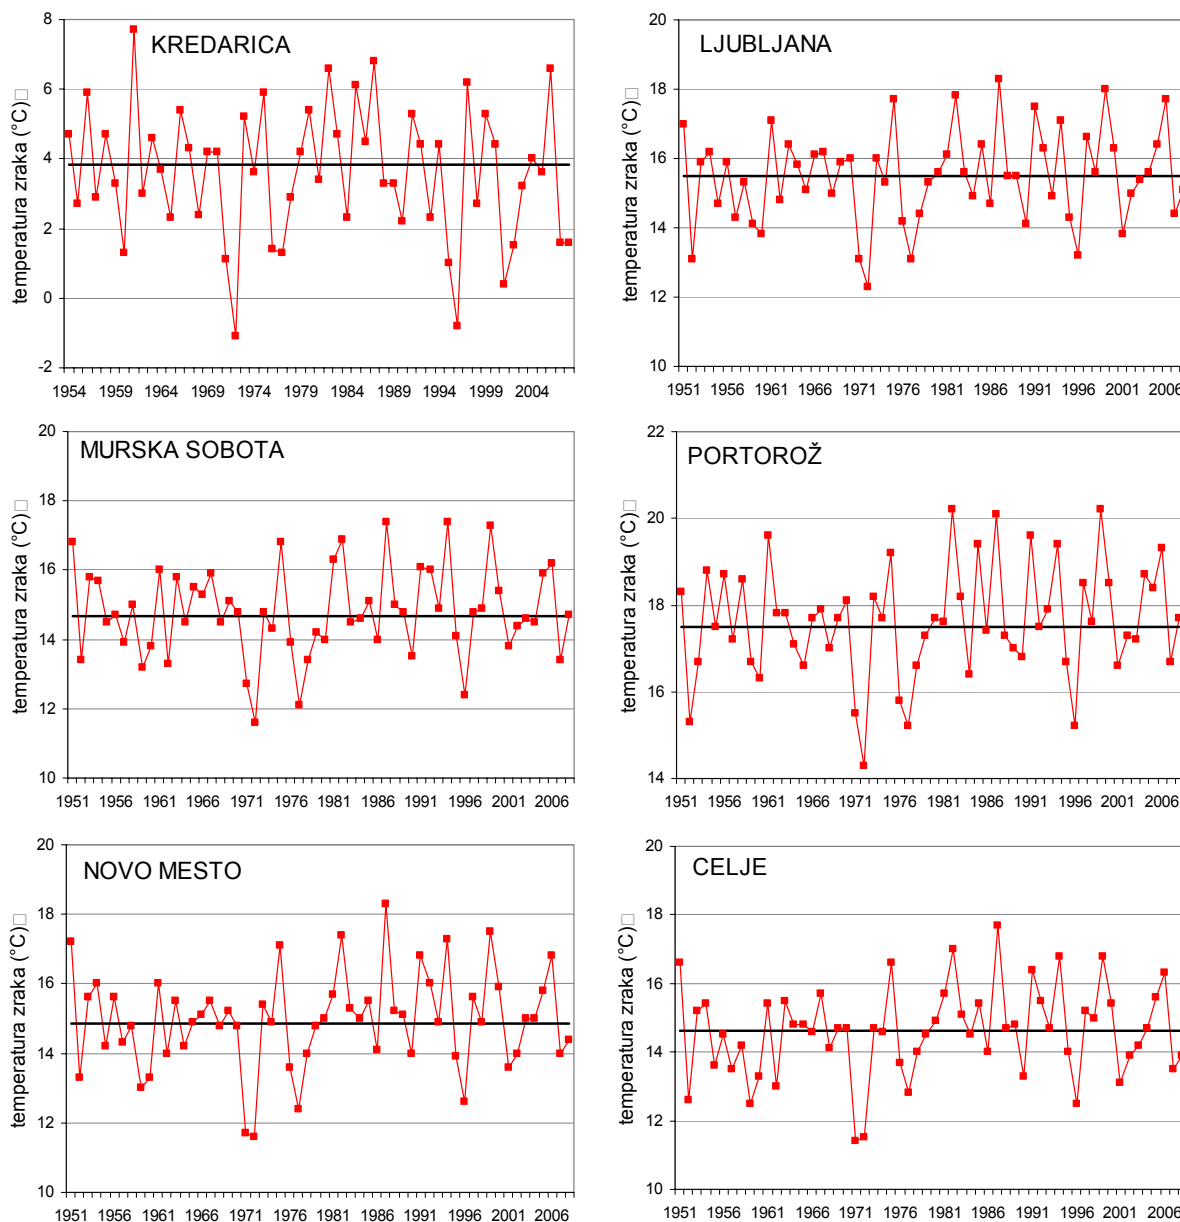 KREDARICA
temperatura zraka (°C)□
8
6
4
2
0
-2
1954 1959 1964 1969 1974 1979 1984 1989 1994 1999 2004
LJUBLJANA
temperatura zraka (°C)□
20
18
16
14
12
10
1951 1956 1961 1966 1971 1976 1981 1986 1991 1996 2001 2006
MURSKA SOBOTA
temperatura zraka (°C)□
20
18
16
14
12
10
1951 1956 1961 1966 1971 1976 1981 1986 1991 1996 2001 2006
PORTOROŽ
temperatura zraka (°C)□
22
20
18
16
14
1951 1956 1961 1966 1971 1976 1981 1986 1991 1996 2001 2006
NOVO MESTO
temperatura zraka (°C)□
20
18
16
14
12
10
1951 1956 1961 1966 1971 1976 1981 1986 1991 1996 2001 2006
CELJE
temperatura zraka (°C)□
20
18
16
14
12
10
1951 1956 1961 1966 1971 1976 1981 1986 1991 1996 2001 2006